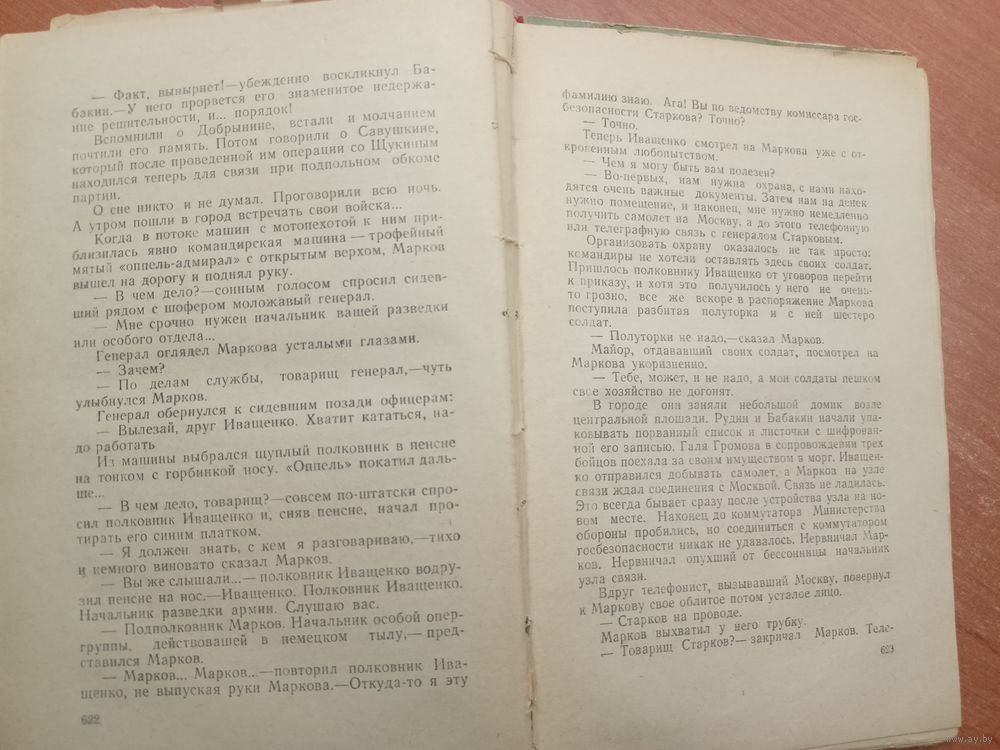 — Факт, вынырнет!—убежденно воскликнул Ба-
бакин.—У него прорвется его знаменитое недержа-
ние решительности, и... порядок!
Вспомнили о Добрынине, встали и молчанием
почтили его память. Потом говорили о Савушкине,
который после проведенной им операции со Щукиным
находился теперь для связи при подпольном обкоме
партии.
О сне никто и не думал. Проговорили всю ночь.
А утром пошли в город встречать свои войска...
Когда в потоке машин с мотопехотой к ним при-
близилась явно командирская машина — трофейный
мятый «оппель-адмирал» с открытым верхом, Марков
вышел на дорогу и поднял руку.
— В чем дело?—сонным голосом спросил сидев-
ший рядом с шофером моложавый генерал.
— Мне срочно нужен начальник вашей разведки
или особого отдела...
Генерал оглядел Маркова усталыми глазами.
— Зачем?
— По делам службы, товарищ генерал,—чуть
улыбнулся Марков.
Генерал обернулся к сидевшим позади офицерам:
— Вылезай, друг Иващенко. Хватит кататься, на-
до работать
Из машины выбрался щуплый полковник в пенсне
на тонком с горбинкой носу. «Оппель» покатил даль-
ше...
— В чем дело, товарищ?—совсем по-штатски спро-
сил полковник Иващенко и, сняв пенсне, начал про-
тирать его синим платком.
— Я должен знать, с кем я разговариваю,—тихо
и немного виновато сказал Марков.
— Вы же слышали...— полковник Иващенко водру-
зил пенсне на нос.—Иващенко. Полковник Иващенко.
Начальник разведки армии. Слушаю вас.
— Подполковник Марков. Начальник особой опер-
группы, действовашей в немецком тылу,— пред-
ставился Марков.
— Марков... Марков...—повторил полковник Ива-
щенко, не выпуская руки Маркова.—Откуда-то я эту
622
фамилию знаю. Ага! Вы по ведомству комиссара гос-
безопасности Старкова? Точно?
— Точно.
Теперь Иващенко смотрел на Маркова уже с от-
кровенным любопытством.
— Чем я могу быть вам полезен?
— Во-первых, нам нужна охрана, с нами нахо-
дятся очень важные документы. Затем нам на денек
нужно помещение, и наконец, мне нужно немедленно
получить самолет на Москву, а до этого телефонную
или телеграфную связь с генералом Старковым.
Организовать охрану оказалось не так просто:
командиры не хотели оставлять здесь своих солдат.
Пришлось полковнику Иващенко от уговоров перейти
к приказу, и хотя это получилось у него не очень-
то грозно, все же вскоре в распоряжение Маркова
поступила разбитая полуторка и с ней шестеро
солдат.
— Полуторки не надо,—сказал Марков.
Майор, отдававший своих солдат, посмотрел на
Маркова укоризненно.
— Тебе, может, и не надо, а мои солдаты пешком
свое хозяйство не догонят.
В городе они заняли небольшой домик возле
центральной площади. Рудин и Бабакин начали упа-
ковывать порванный список и листочки с шифрован-
ной его записью. Галя Громова в сопровождении трех
бойцов поехала за своим имуществом в морг. Иващен-
ко отправился добывать самолет, а Марков на узле
связи ждал соединения с Москвой. Связь не ладилась.
Это всегда бывает сразу после устройства узла на но-
вом месте. Наконец до коммутатора Министерства
обороны пробились, но соединиться с коммутатором
госбезопасности никак не удавалось. Нервничал Мар-
ков. Нервничал опухший от бессонницы начальник
узла связи.
Вдруг телефонист, вызывавший Москву, повернул
к Маркову свое облитое потом усталое лицо.
— Старков на проводе.
Марков выхватил у него трубку.
— Товарищ Старков?— закричал Марков. Теле-
623
www.ay.by